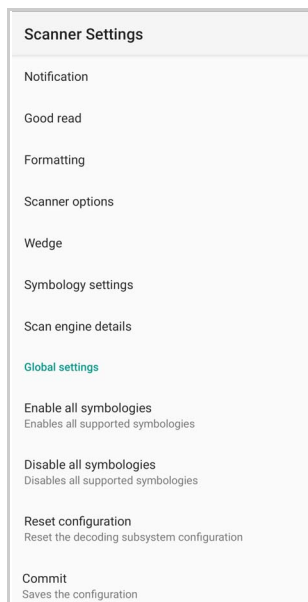 Scanner Settings
Notification
Good read
Formatting
Scanner options
Wedge
Symbology settings
Scan engine details
Global settings
Enable all symbologies
Enables all supported symbologies
Disable all symbologies
Disables all supported symbologies
Reset configuration
Reset the decoding subsystem configuration
Commit
Saves the configuration